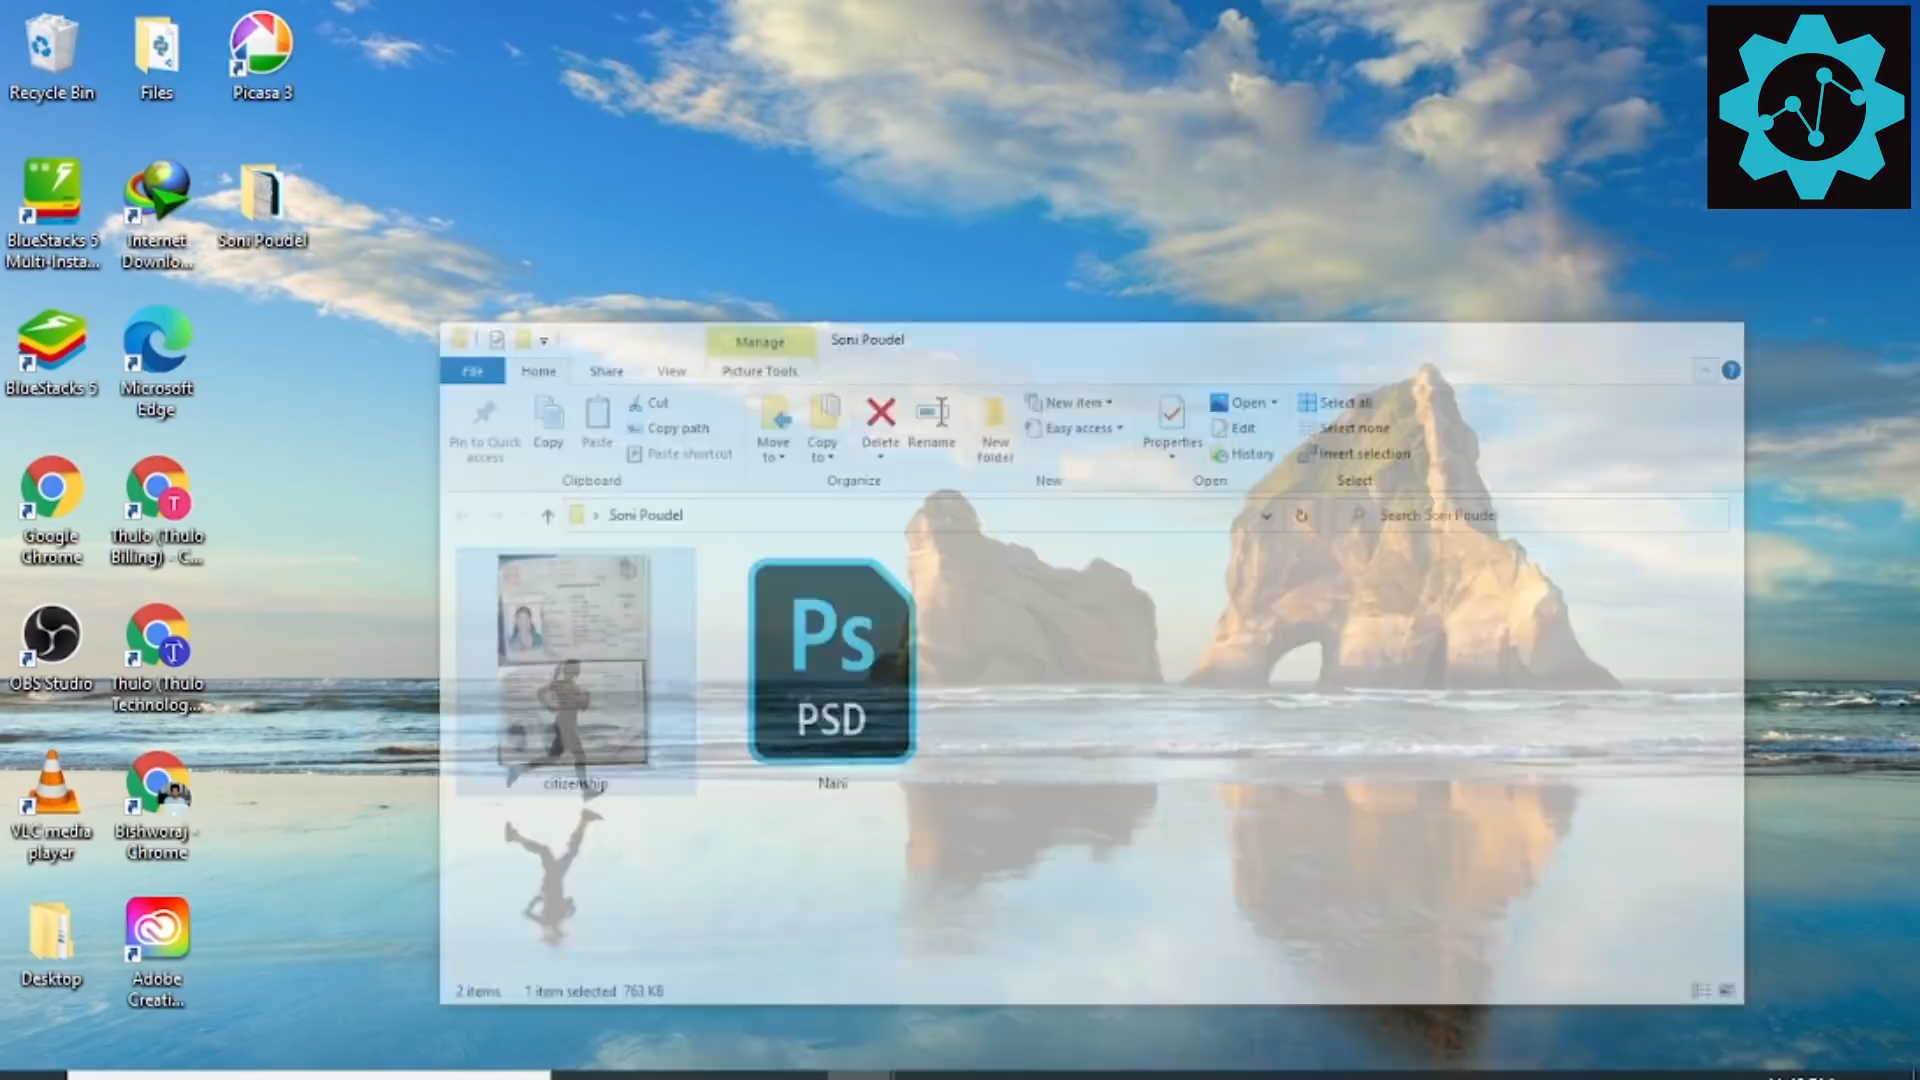 Recycle Bin
Files
Picasa 3
BlueStacks 5
Multi-Insta...
Internet
Downlo...
Soni Poudel
BlueStacks 5
Microsoft
Edge
Google
Chrome
Thulo (Thulo
Billing) - C...
OBS Studio
Thulo (Thulo
Technolog...
VLC media
player
Bishworaj -
Chrome
Desktop
Adobe
Creati...
Manage
Soni Poudel
File
Home
Share
View
Picture Tools
Pin to Quick
access
Copy
Paste
Cut
Copy path
Paste shortcut
Clipboard
Move
to
Copy
to
Delete
Rename
Organize
New
folder
New item
Easy access
New
Properties
Open
Edit
History
Open
Select all
Select none
Invert selection
Select
Soni Poudel
Search Soni Poudel
Ps
PSD
citizenship
Nani
2 items
1 item selected 763 KB